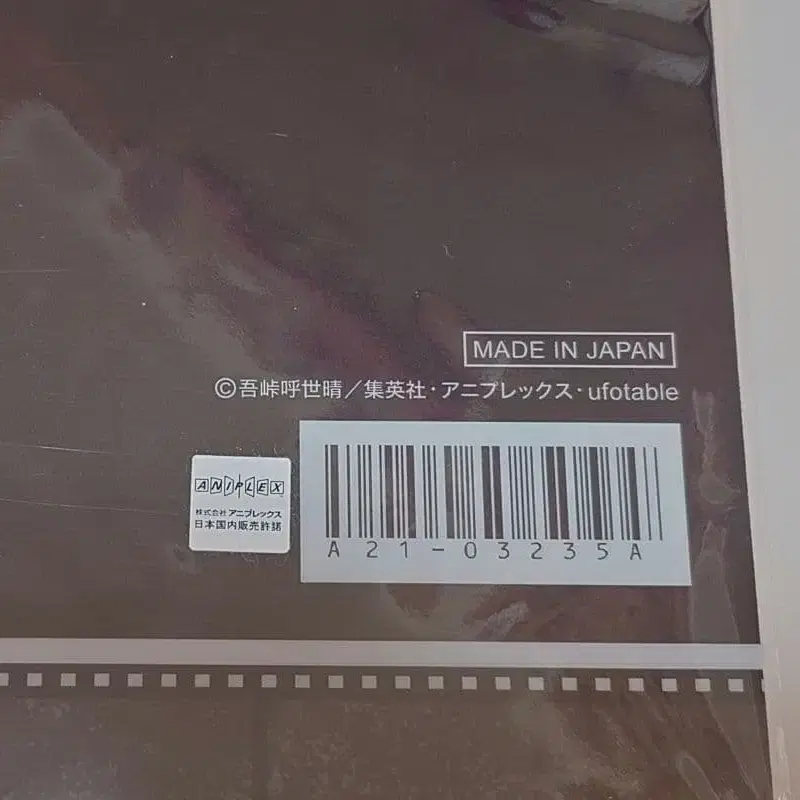 MADE IN JAPAN
©吾峠呼世晴／集英社・アニプレックス・ufotable
ANIPLEX
株式会社アニプレックス
日本国内販売許諾
A21-03235A